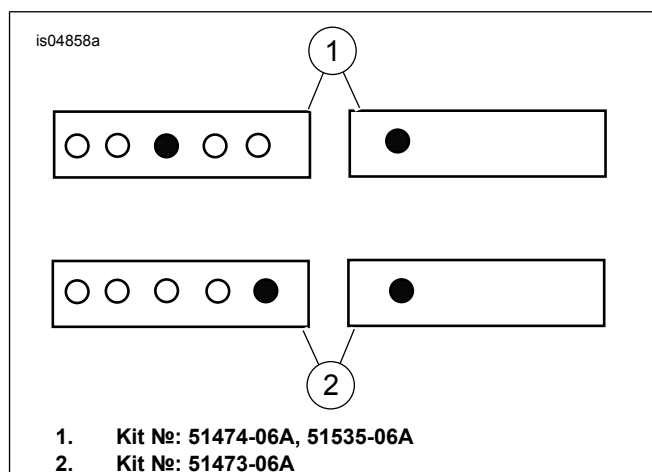 is04858a
1
2
1. Kit №: 51474-06A, 51535-06A
2. Kit №: 51473-06A